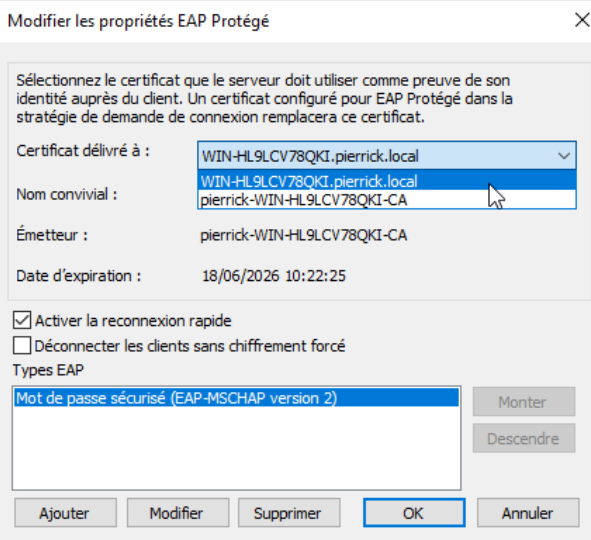 Modifier les propriétés EAP Protégé
Sélectionnez le certificat que le serveur doit utiliser comme preuve de son
identité auprès du client. Un certificat configuré pour EAP Protégé dans la
stratégie de demande de connexion remplacera ce certificat.
Certificat délivré à :
WIN-HL9LCV78QKI.pierrick.local
WIN-HL9LCV78QKI.pierrick.local
Nom convivial :
pierrick-WIN-HL9LCV78QKI-CA
Émetteur :
pierrick-WIN-HL9LCV78QKI-CA
Date d'expiration :
18/06/2026 10:22:25
Activer la reconnexion rapide
Déconnecter les clients sans chiffrement forcé
Types EAP
Mot de passe sécurisé (EAP-MSCHAP version 2)
Monter
Descendre
Ajouter
Modifier
Supprimer
OK
Annuler